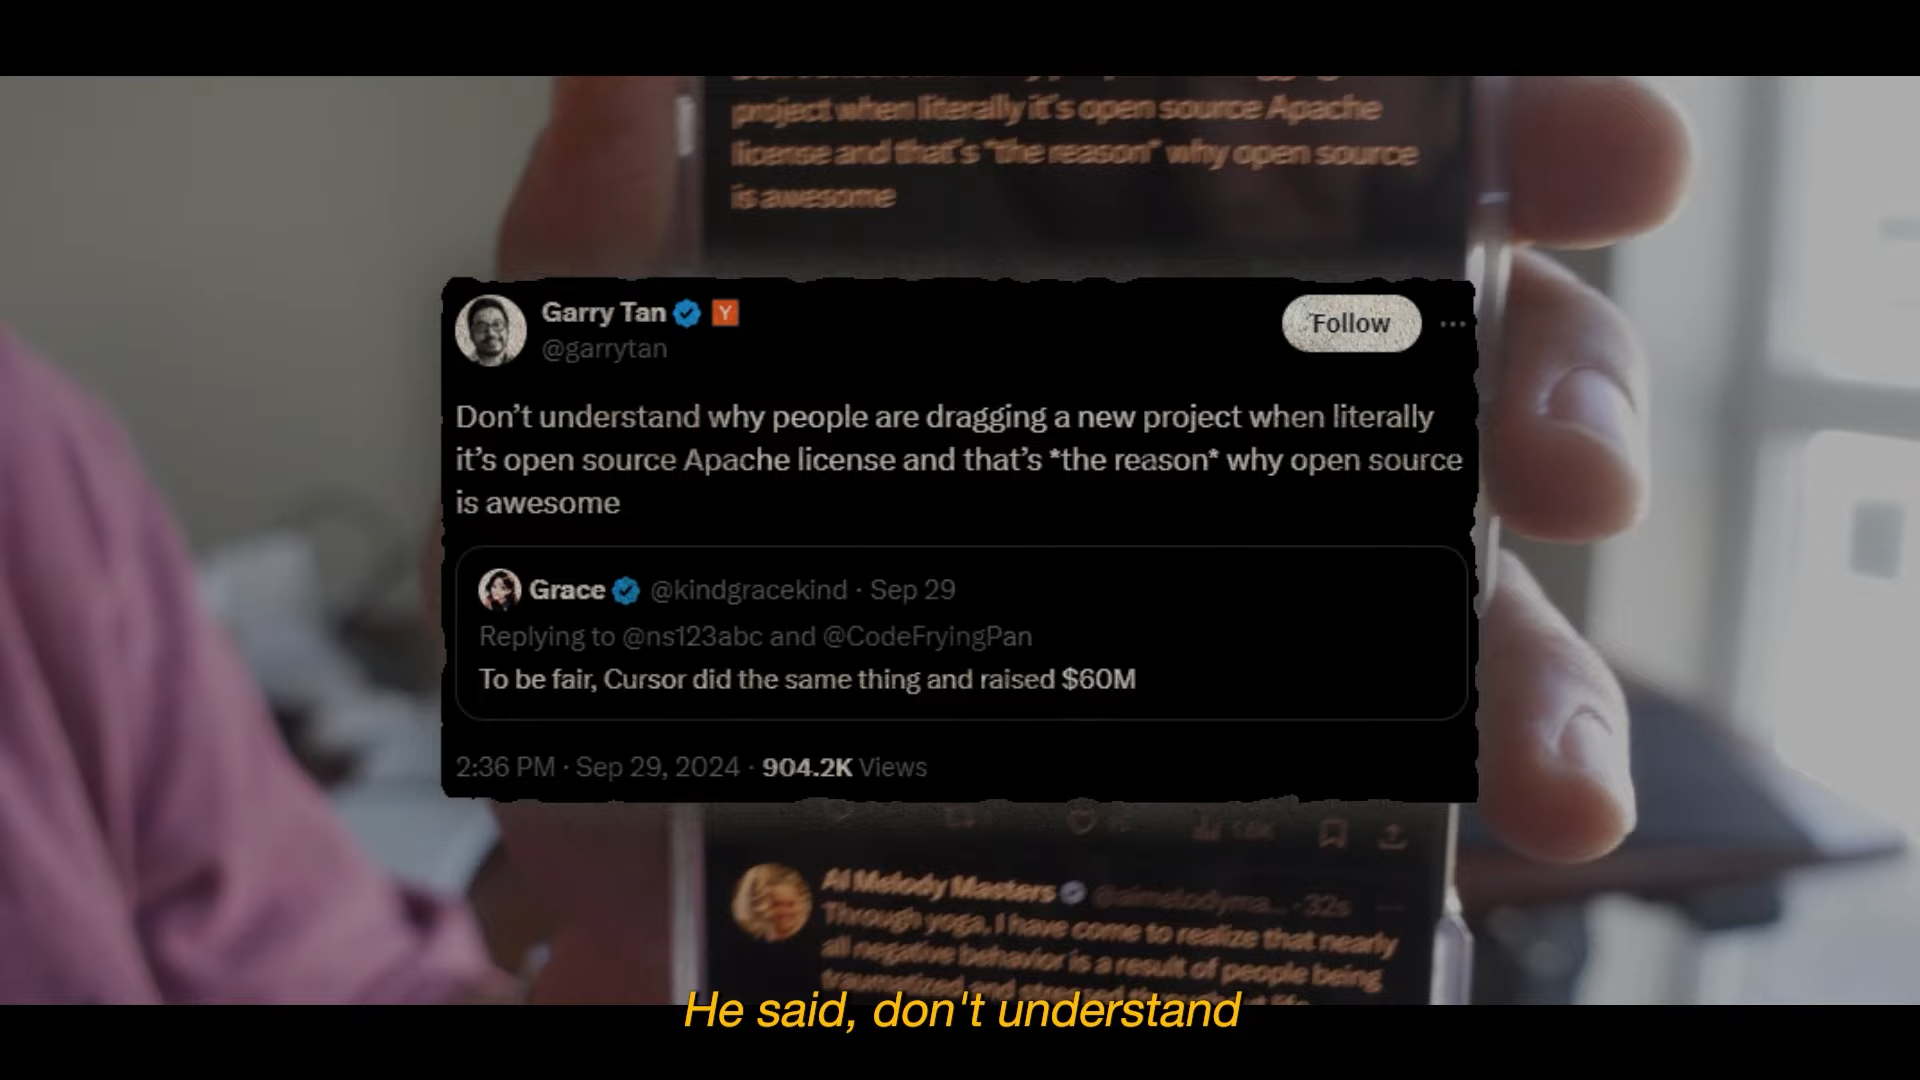 project when literally it's open source Apache
license and that's *the reason* why open source
is awesome
Garry Tan
Y
@garrytan
Follow
Don't understand why people are dragging a new project when literally
it's open source Apache license and that's *the reason* why open source
is awesome
Grace @kindgracekind · Sep 29
Replying to @ns123abc and @CodeFryingPan
To be fair, Cursor did the same thing and raised $60M
2:36 PM · Sep 29, 2024 · 904.2K Views
AI Melody Masters @aimelodyma... · 32s
Through yoga, I have come to realize that nearly
all negative behavior is a result of people being
He said, don't understand